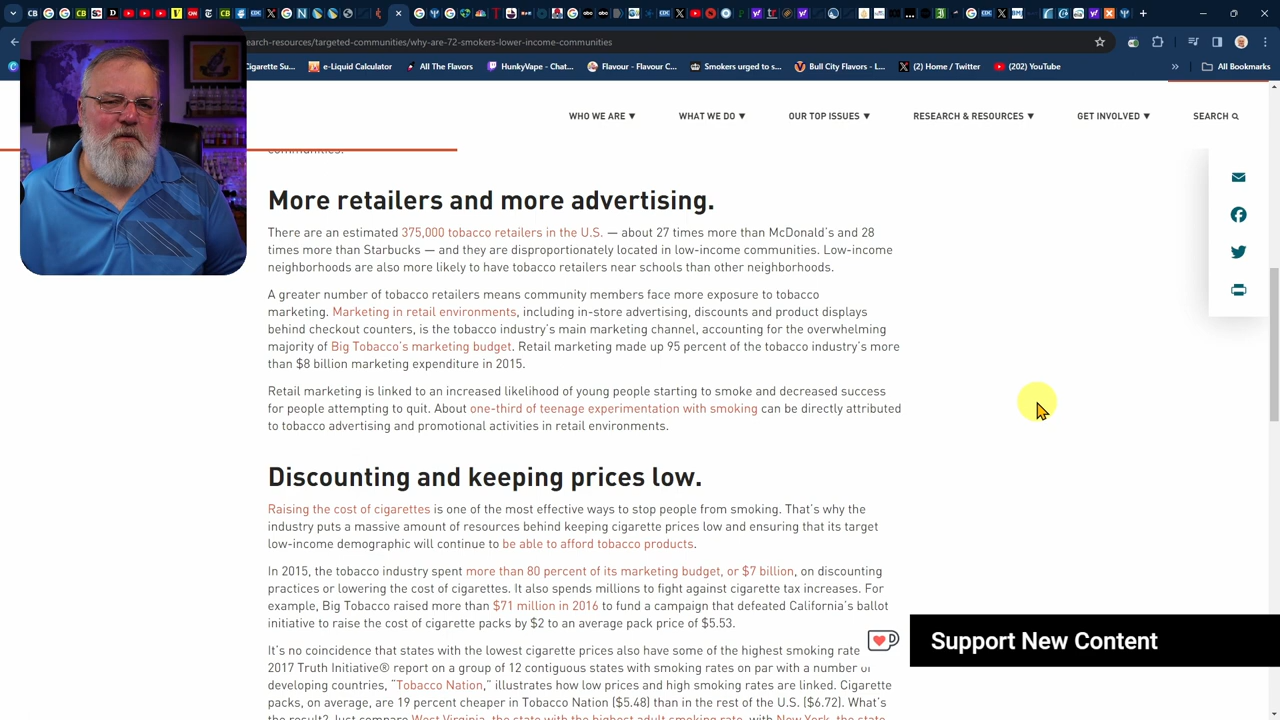 earch-resources/targeted-communities/why-are-72-smokers-lower-income-communities
Cigarette Su...
e-Liquid Calculator
All The Flavors
HunkyVape - Chat...
Flavour – Flavour C...
Smokers urged to s...
Bull City Flavors – I...
(2) Home / Twitter
(202) YouTube
All Bookmarks
WHO WE ARE ▼
WHAT WE DO ▼
OUR TOP ISSUES ▼
RESEARCH & RESOURCES ▼
GET INVOLVED ▼
SEARCH
communities.
More retailers and more advertising.
There are an estimated 375,000 tobacco retailers in the U.S. — about 27 times more than McDonald's and 28
times more than Starbucks — and they are disproportionately located in low-income communities. Low-income
neighborhoods are also more likely to have tobacco retailers near schools than other neighborhoods.
A greater number of tobacco retailers means community members face more exposure to tobacco
marketing. Marketing in retail environments, including in-store advertising, discounts and product displays
behind checkout counters, is the tobacco industry's main marketing channel, accounting for the overwhelming
majority of Big Tobacco's marketing budget. Retail marketing made up 95 percent of the tobacco industry's more
than $8 billion marketing expenditure in 2015.
Retail marketing is linked to an increased likelihood of young people starting to smoke and decreased success
for people attempting to quit. About one-third of teenage experimentation with smoking can be directly attributed
to tobacco advertising and promotional activities in retail environments.
Discounting and keeping prices low.
Raising the cost of cigarettes is one of the most effective ways to stop people from smoking. That's why the
industry puts a massive amount of resources behind keeping cigarette prices low and ensuring that its target
low-income demographic will continue to be able to afford tobacco products.
In 2015, the tobacco industry spent more than 80 percent of its marketing budget, or $7 billion, on discounting
practices or lowering the cost of cigarettes. It also spends millions to fight against cigarette tax increases. For
example, Big Tobacco raised more than $71 million in 2016 to fund a campaign that defeated California's ballot
initiative to raise the cost of cigarette packs by $2 to an average pack price of $5.53.
Support New Content
It's no coincidence that states with the lowest cigarette prices also have some of the highest smoking rate
2017 Truth Initiative® report on a group of 12 contiguous states with smoking rates on par with a number of
developing countries, "Tobacco Nation," illustrates how low prices and high smoking rates are linked. Cigarette
packs, on average, are 19 percent cheaper in Tobacco Nation ($5.48) than in the rest of the U.S. ($6.72). What's
the result? Just compare West Virginia, the state with the highest adult smoking rate, with New York, the state